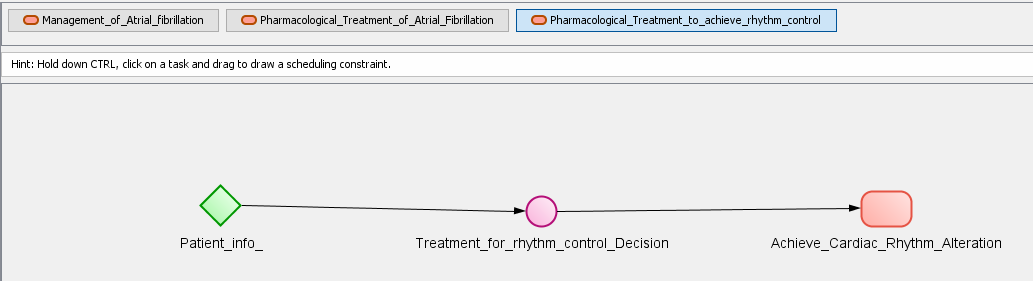 Management_of_Atrial_fibrillation Pharmacological_Treatment_of_Atrial_Fibrillation Pharmacological_Treatment_to_achieve_rhythm_control
Hint: Hold down CTRL, click on a task and drag to draw a scheduling constraint.
Patient_info_ Treatment_for_rhythm_control_Decision Achieve_Cardiac_Rhythm_Alteration